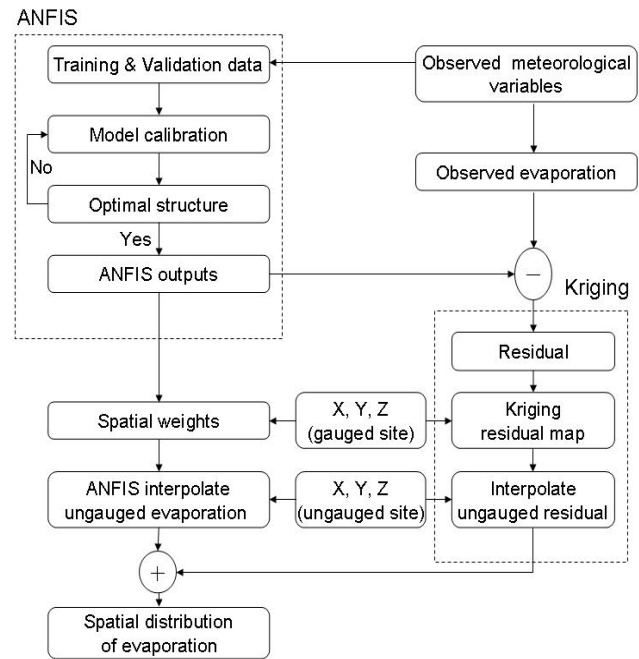 ANFIS
Training & Validation data
Observed meteorological
variables
Model calibration
No
Observed evaporation
Optimal structure
Yes
ANFIS outputs
−
Kriging
Residual
Spatial weights
X, Y, Z
(gauged site)
Kriging
residual map
ANFIS interpolate
ungauged evaporation
X, Y, Z
(ungauged site)
Interpolate
ungauged residual
+
Spatial distribution
of evaporation